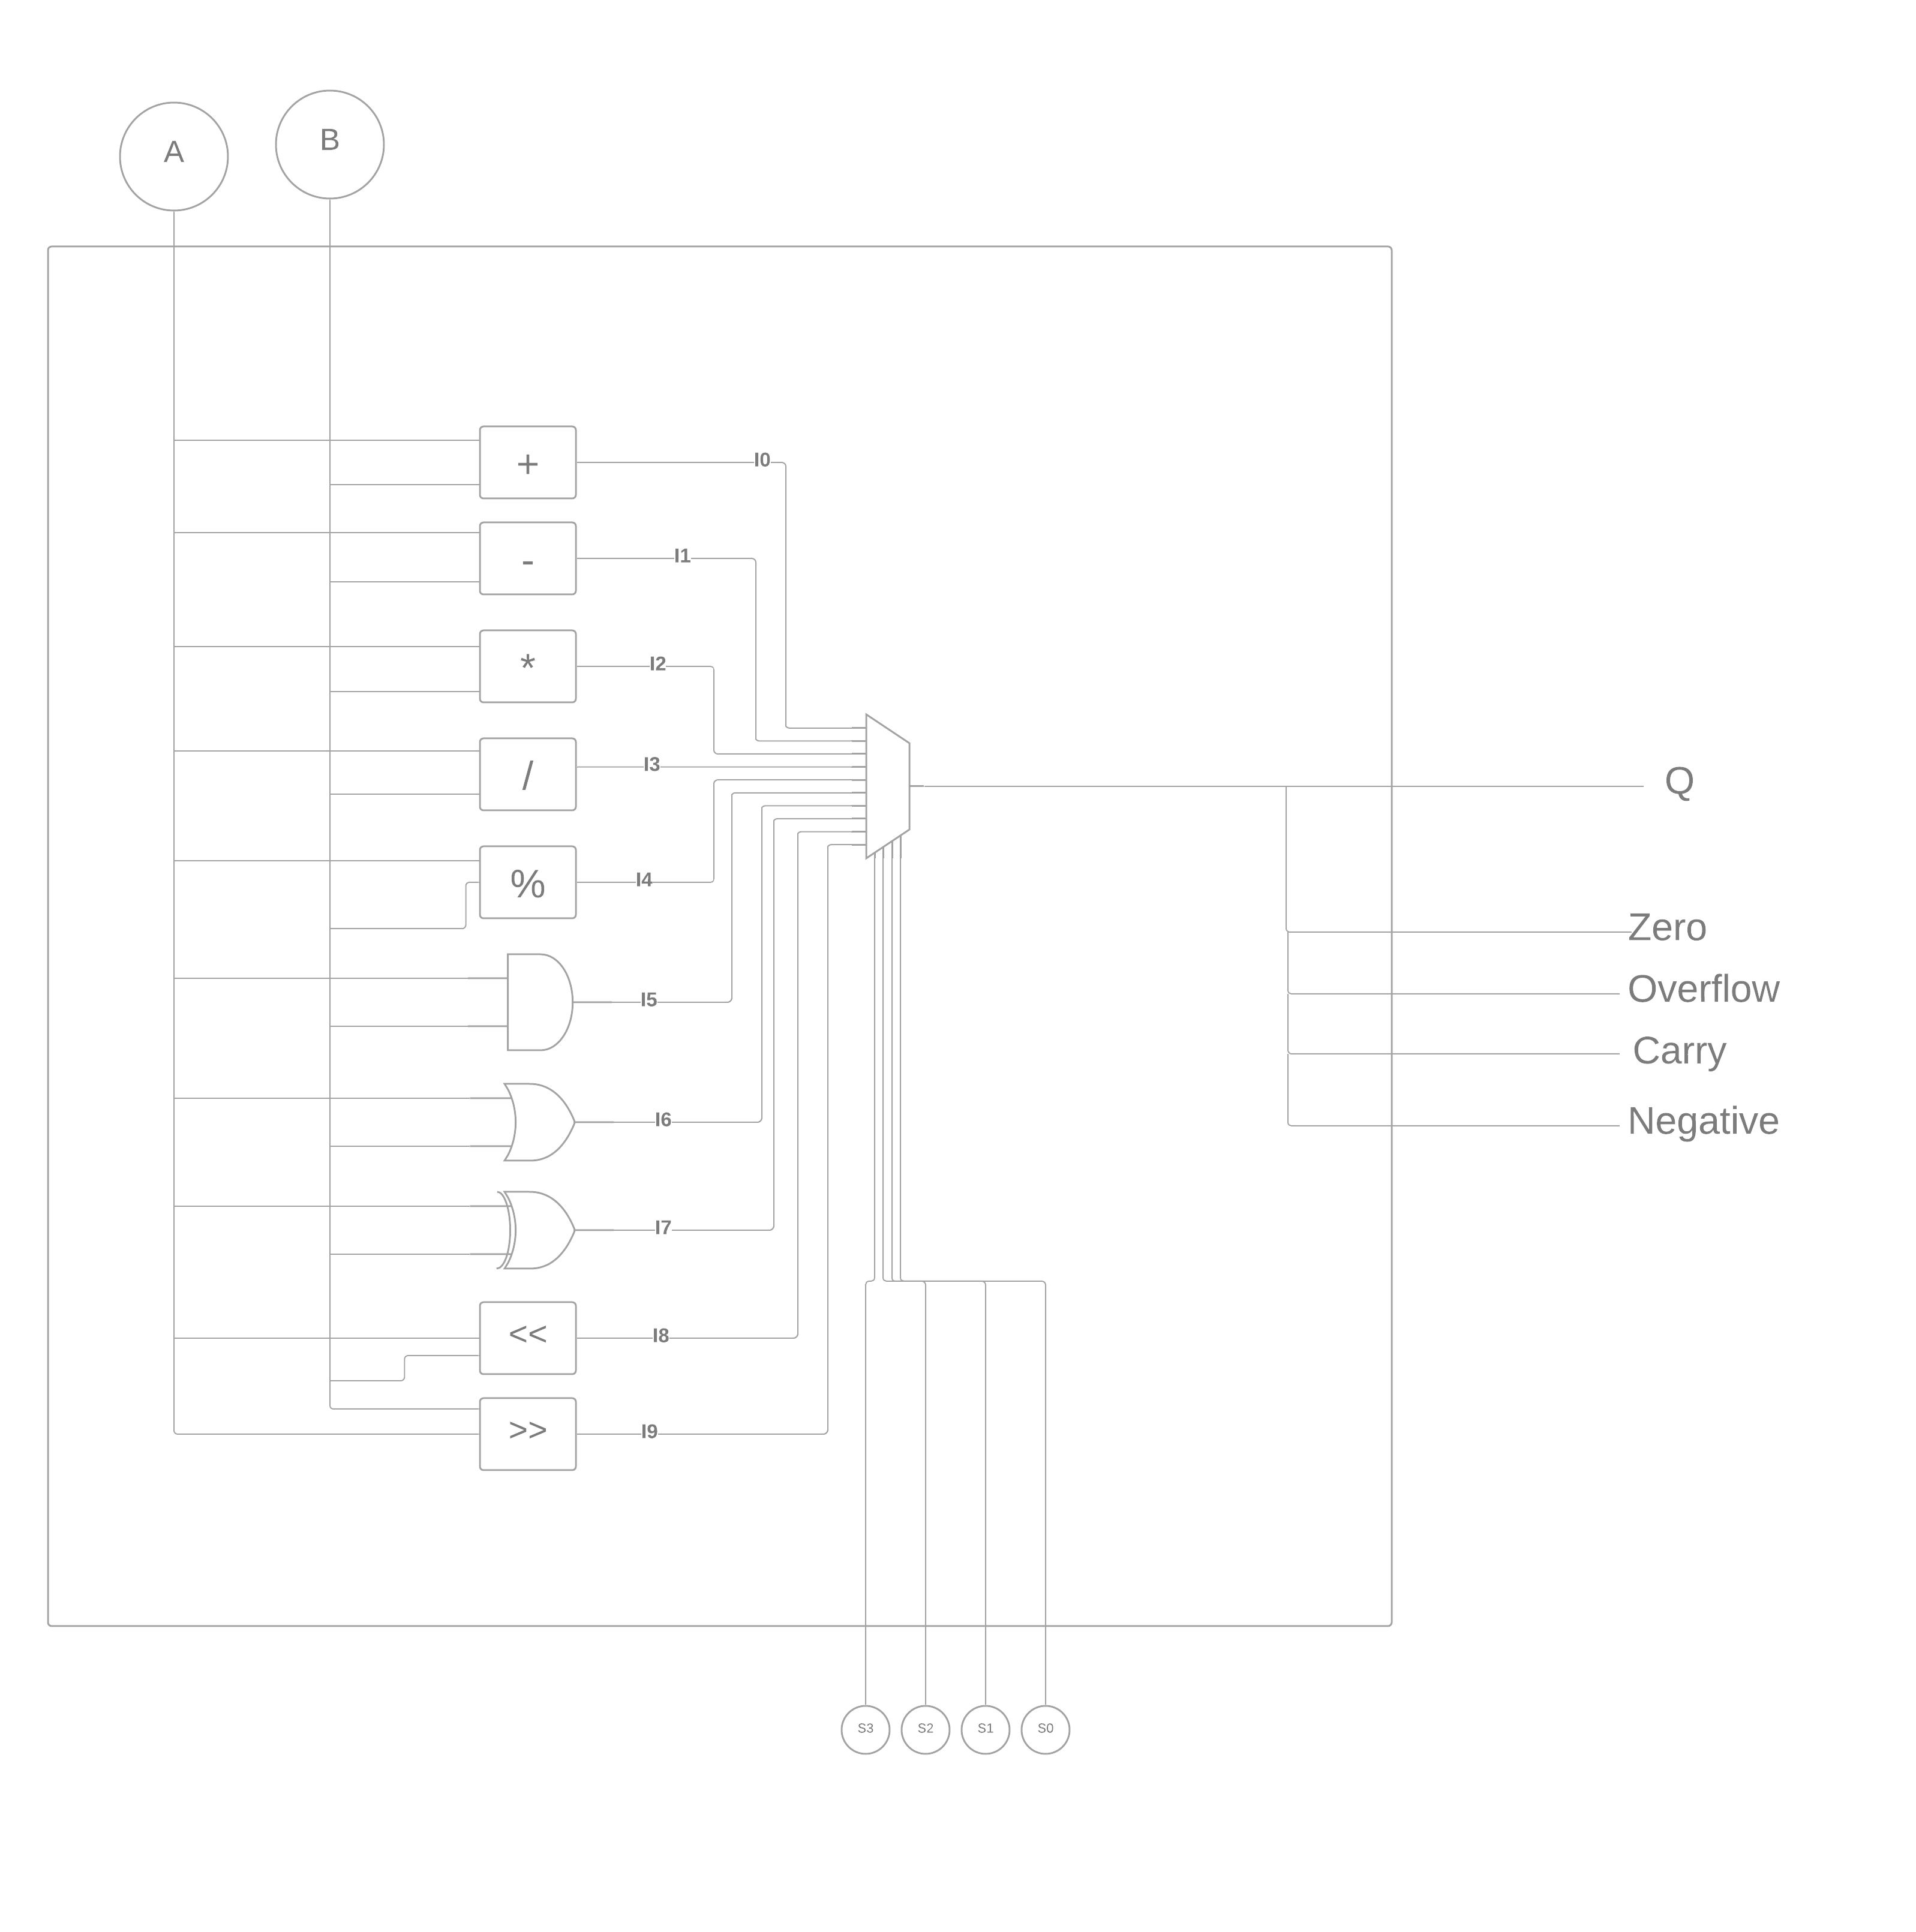 A
B
+
I0
-
I1
*
I2
/
I3
Q
%
I4
Zero
Overflow
I5
Carry
Negative
I6
I7
<<
I8
>>
I9
S3 S2 S1 S0